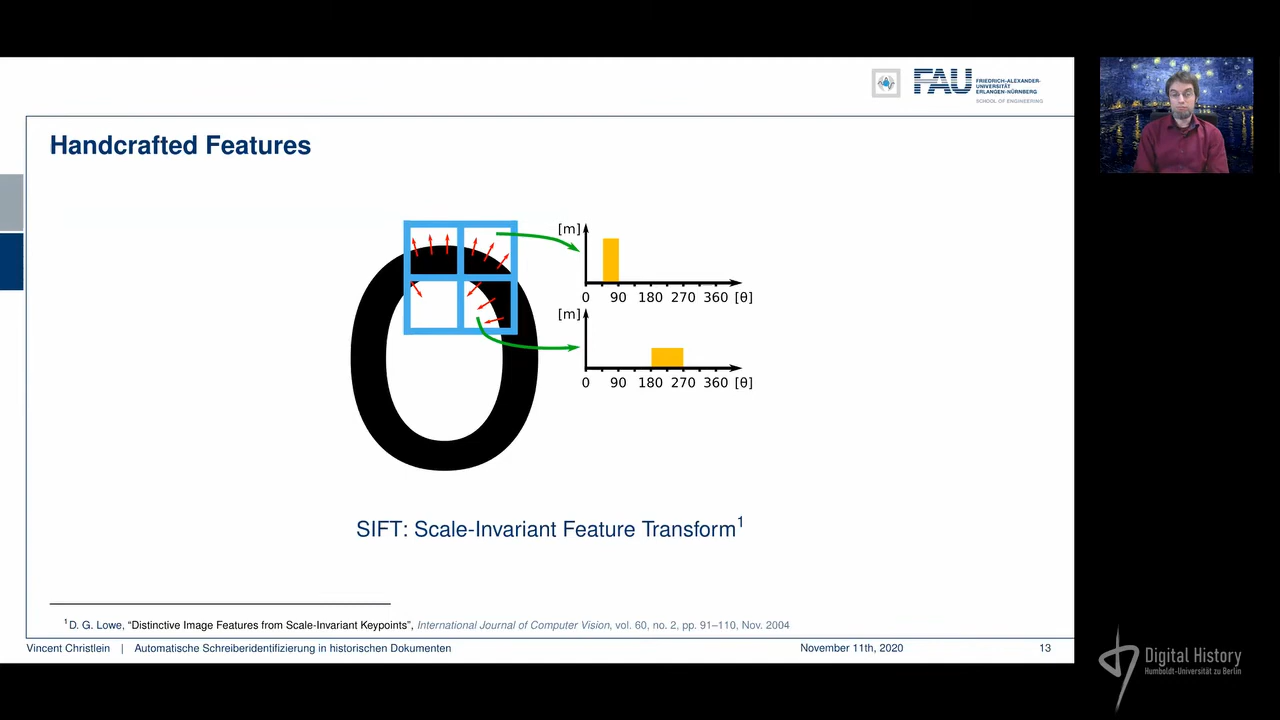 FAU
FRIEDRICH-ALEXANDER-
UNIVERSITÄT
ERLANGEN-NÜRNBERG
SCHOOL OF ENGINEERING
Handcrafted Features
[m]
0 90 180 270 360 [θ]
[m]
0 90 180 270 360 [θ]
SIFT: Scale-Invariant Feature Transform1
1D. G. Lowe, “Distinctive Image Features from Scale-Invariant Keypoints”, International Journal of Computer Vision, vol. 60, no. 2, pp. 91–110, Nov. 2004
Vincent Christlein | Automatische Schreiberidentifizierung in historischen Dokumenten November 11th, 2020 13
Digital History
Humboldt-Universität zu Berlin